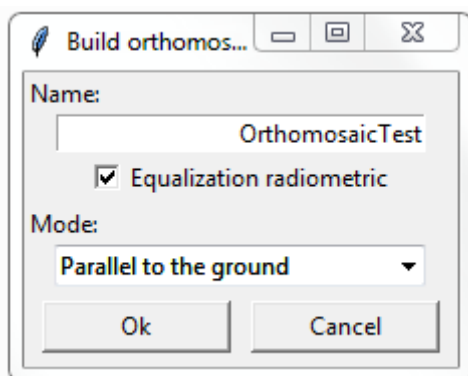 Build orthomos...
Name:
OrthomosaicTest
Equalization radiometric
Mode:
Parallel to the ground
Ok Cancel